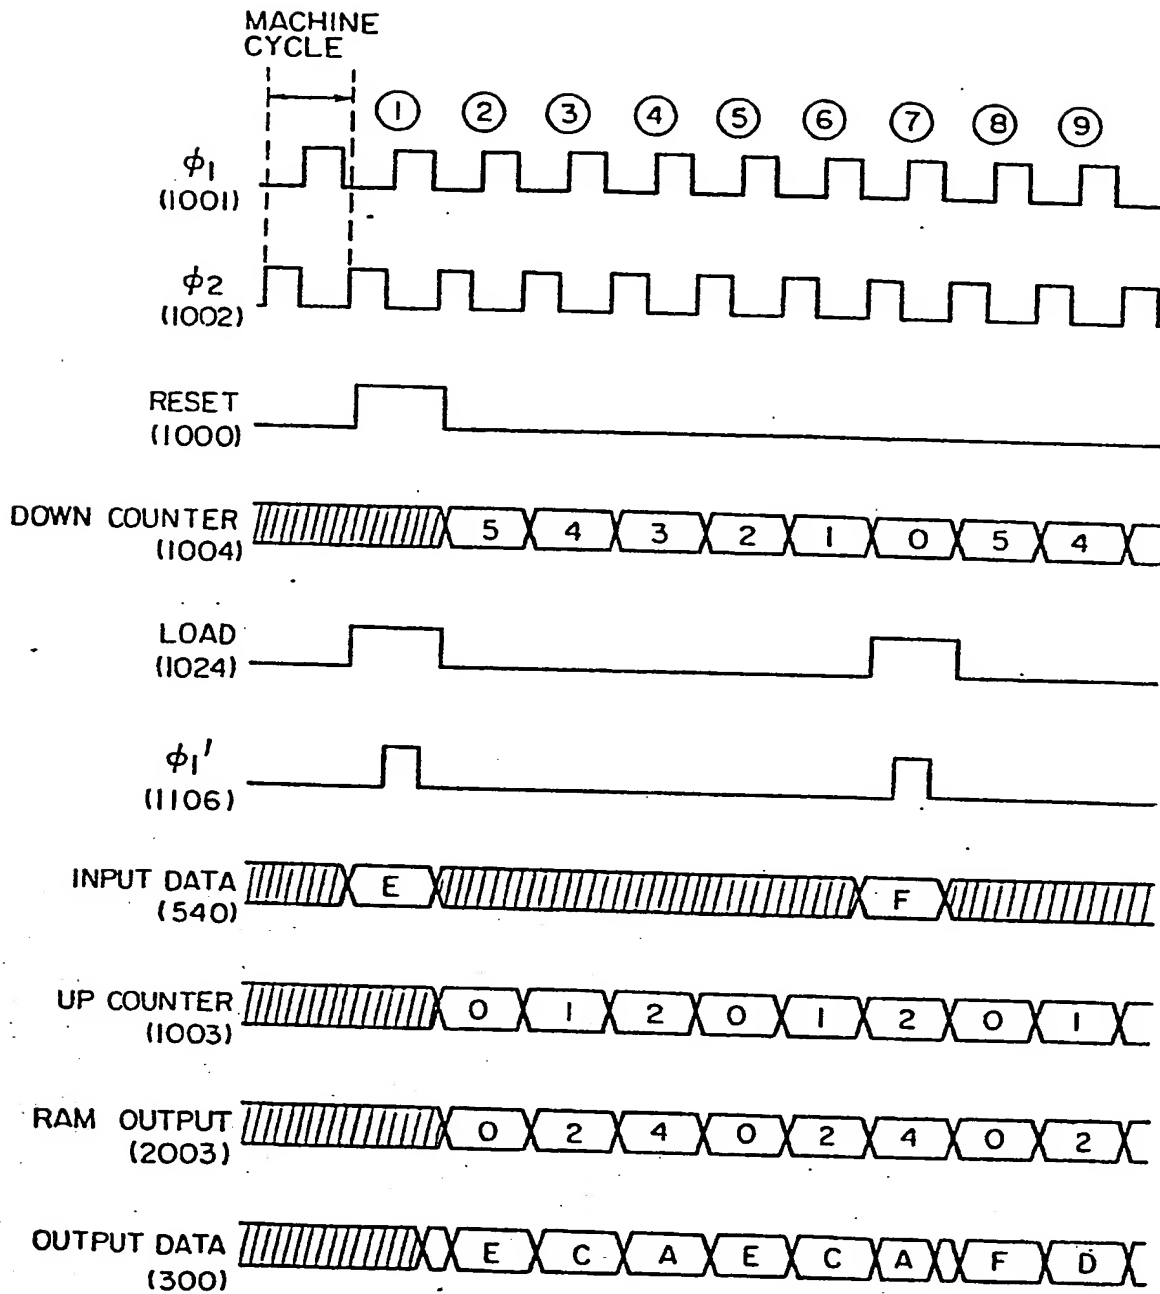 MACHINE
CYCLE
① ② ③ ④ ⑤ ⑥ ⑦ ⑧ ⑨
ϕ1
(1001)
ϕ2
(1002)
RESET
(1000)
DOWN COUNTER 5 4 3 2 1 0 5 4
(1004)
LOAD
(1024)
ϕ1'
(1106)
INPUT DATA E F
(540)
UP COUNTER 0 1 2 0 1 2 0 1
(1003)
RAM OUTPUT 0 2 4 0 2 4 0 2
(2003)
OUTPUT DATA E C A E C A F D
(300)